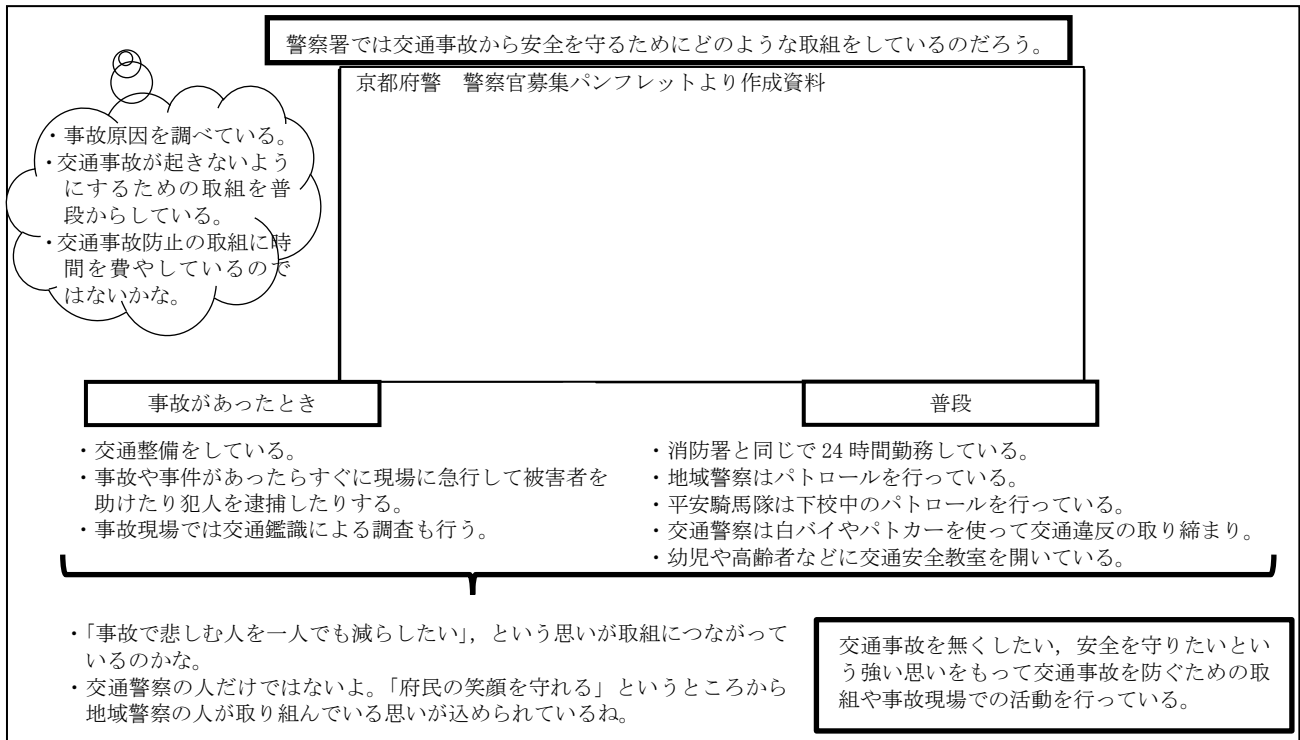 警察署では交通事故から安全を守るためにどのような取組をしているのだろう。
京都府警　警察官募集パンフレットより作成資料
・事故原因を調べている。
・交通事故が起きないよう
にするための取組を普
段からしている。
・交通事故防止の取組に時
間を費やしているので
はないかな。
事故があったとき
・交通整備をしている。
・事故や事件があったらすぐに現場に急行して被害者を
助けたり犯人を逮捕したりする。
・事故現場では交通鑑識による調査も行う。
普段
・消防署と同じで 24 時間勤務している。
・地域警察はパトロールを行っている。
・平安騎馬隊は下校中のパトロールを行っている。
・交通警察は白バイやパトカーを使って交通違反の取り締まり。
・幼児や高齢者などに交通安全教室を開いている。
・「事故で悲しむ人を一人でも減らしたい」，という思いが取組につながって
いるのかな。
・交通警察の人だけではないよ。「府民の笑顔を守れる」というところから
地域警察の人が取り組んでいる思いが込められているね。
交通事故を無くしたい，安全を守りたいとい
う強い思いをもって交通事故を防ぐための取
組や事故現場での活動を行っている。